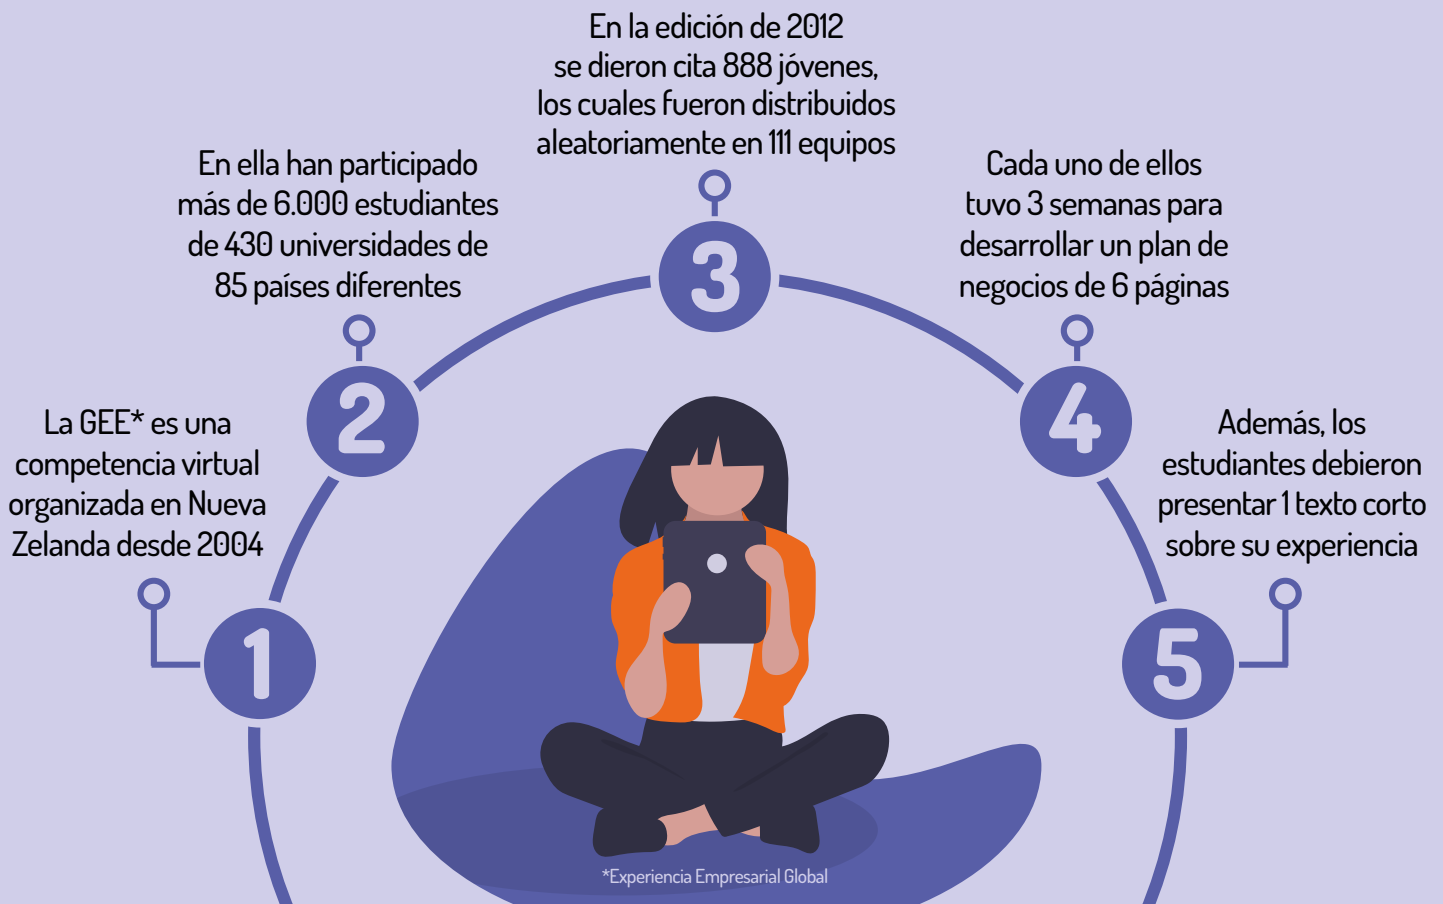 La GEE* es una
competencia virtual
organizada en Nueva
Zelanda desde 2004
1
En ella han participado
más de 6.000 estudiantes
de 430 universidades de
85 países diferentes
2
En la edición de 2012
se dieron cita 888 jóvenes,
los cuales fueron distribuidos
aleatoriamente en 111 equipos
3
Cada uno de ellos
tuvo 3 semanas para
desarrollar un plan de
negocios de 6 páginas
4
Además, los
estudiantes debieron
presentar 1 texto corto
sobre su experiencia
5
*Experiencia Empresarial Global